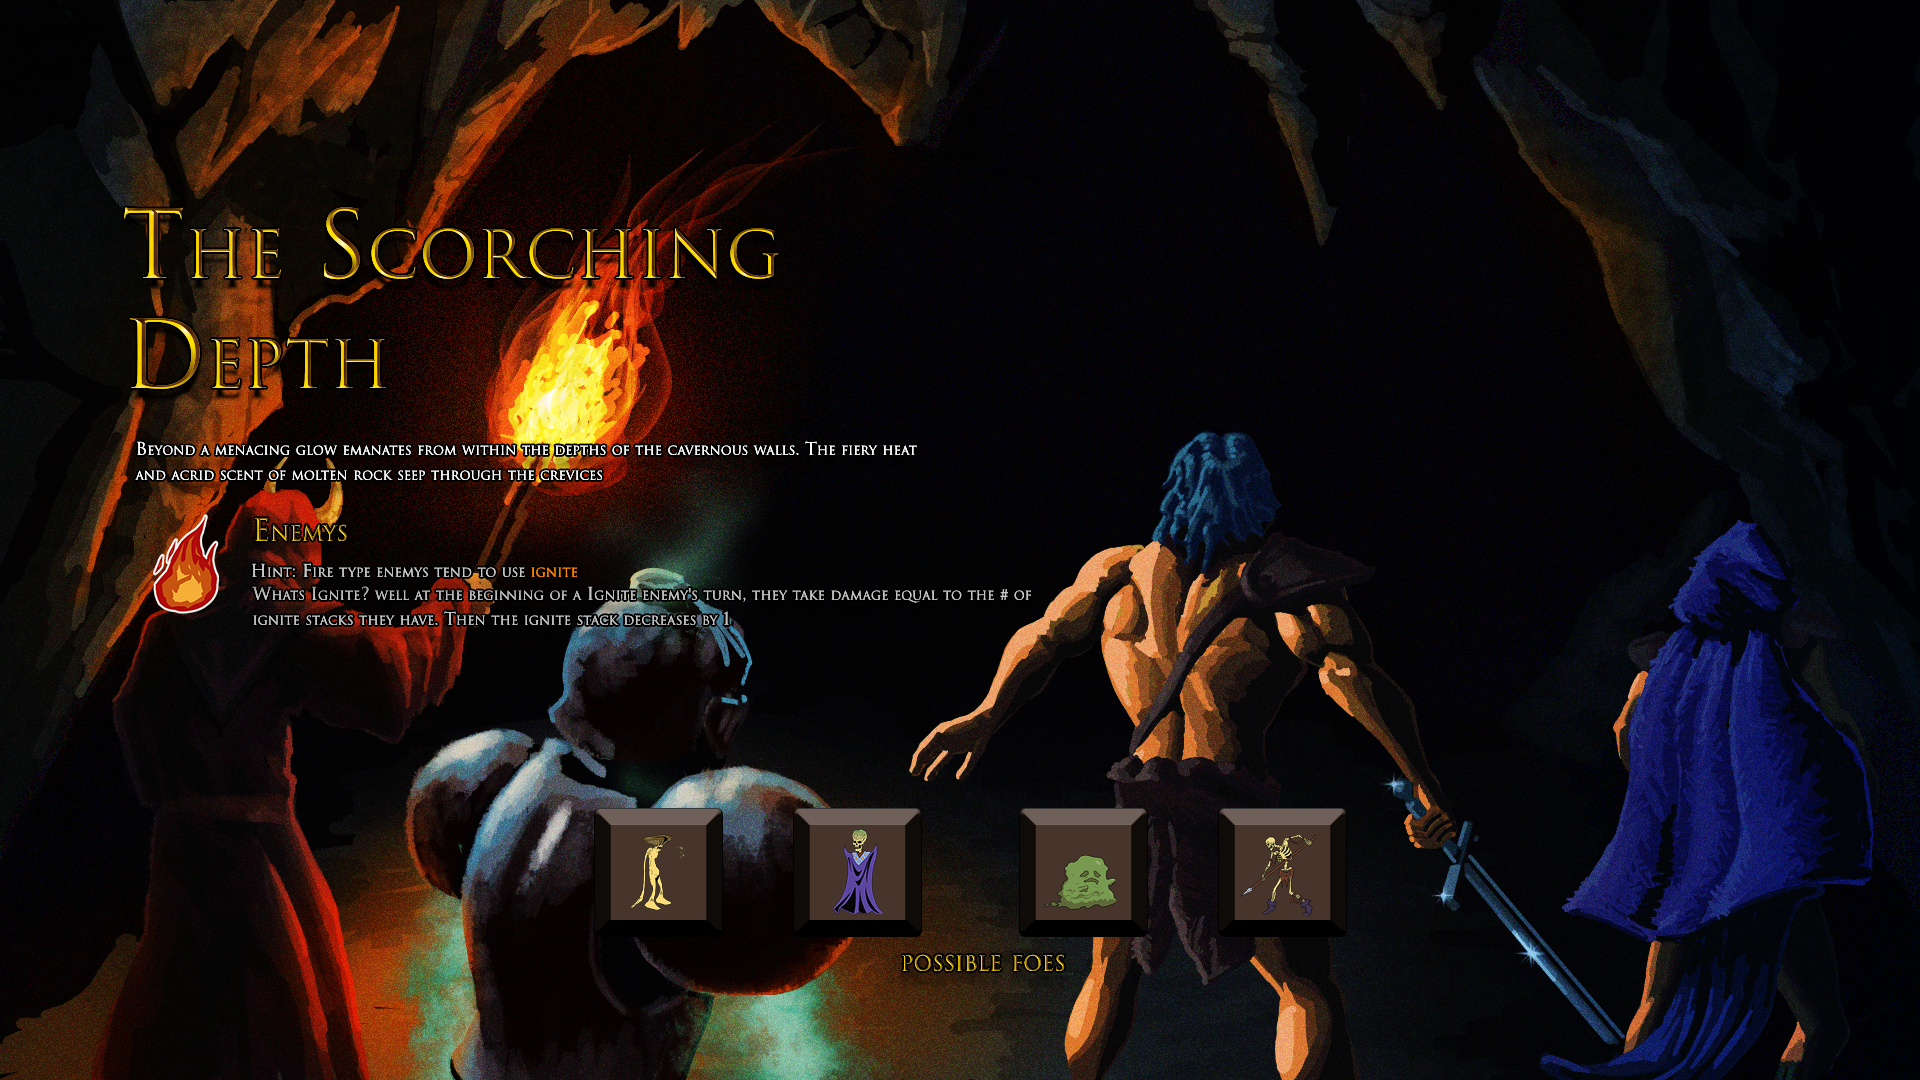 The Scorching
Depth
Beyond a menacing glow emanates from within the depths of the cavernous walls. The fiery heat
and acrid scent of molten rock seep through the crevices
Enemys
Hint: Fire type enemys tend to use ignite
Whats Ignite? well at the beginning of a Ignite enemy's turn, they take damage equal to the # of
ignite stacks they have. Then the ignite stack decreases by 1
possible foes